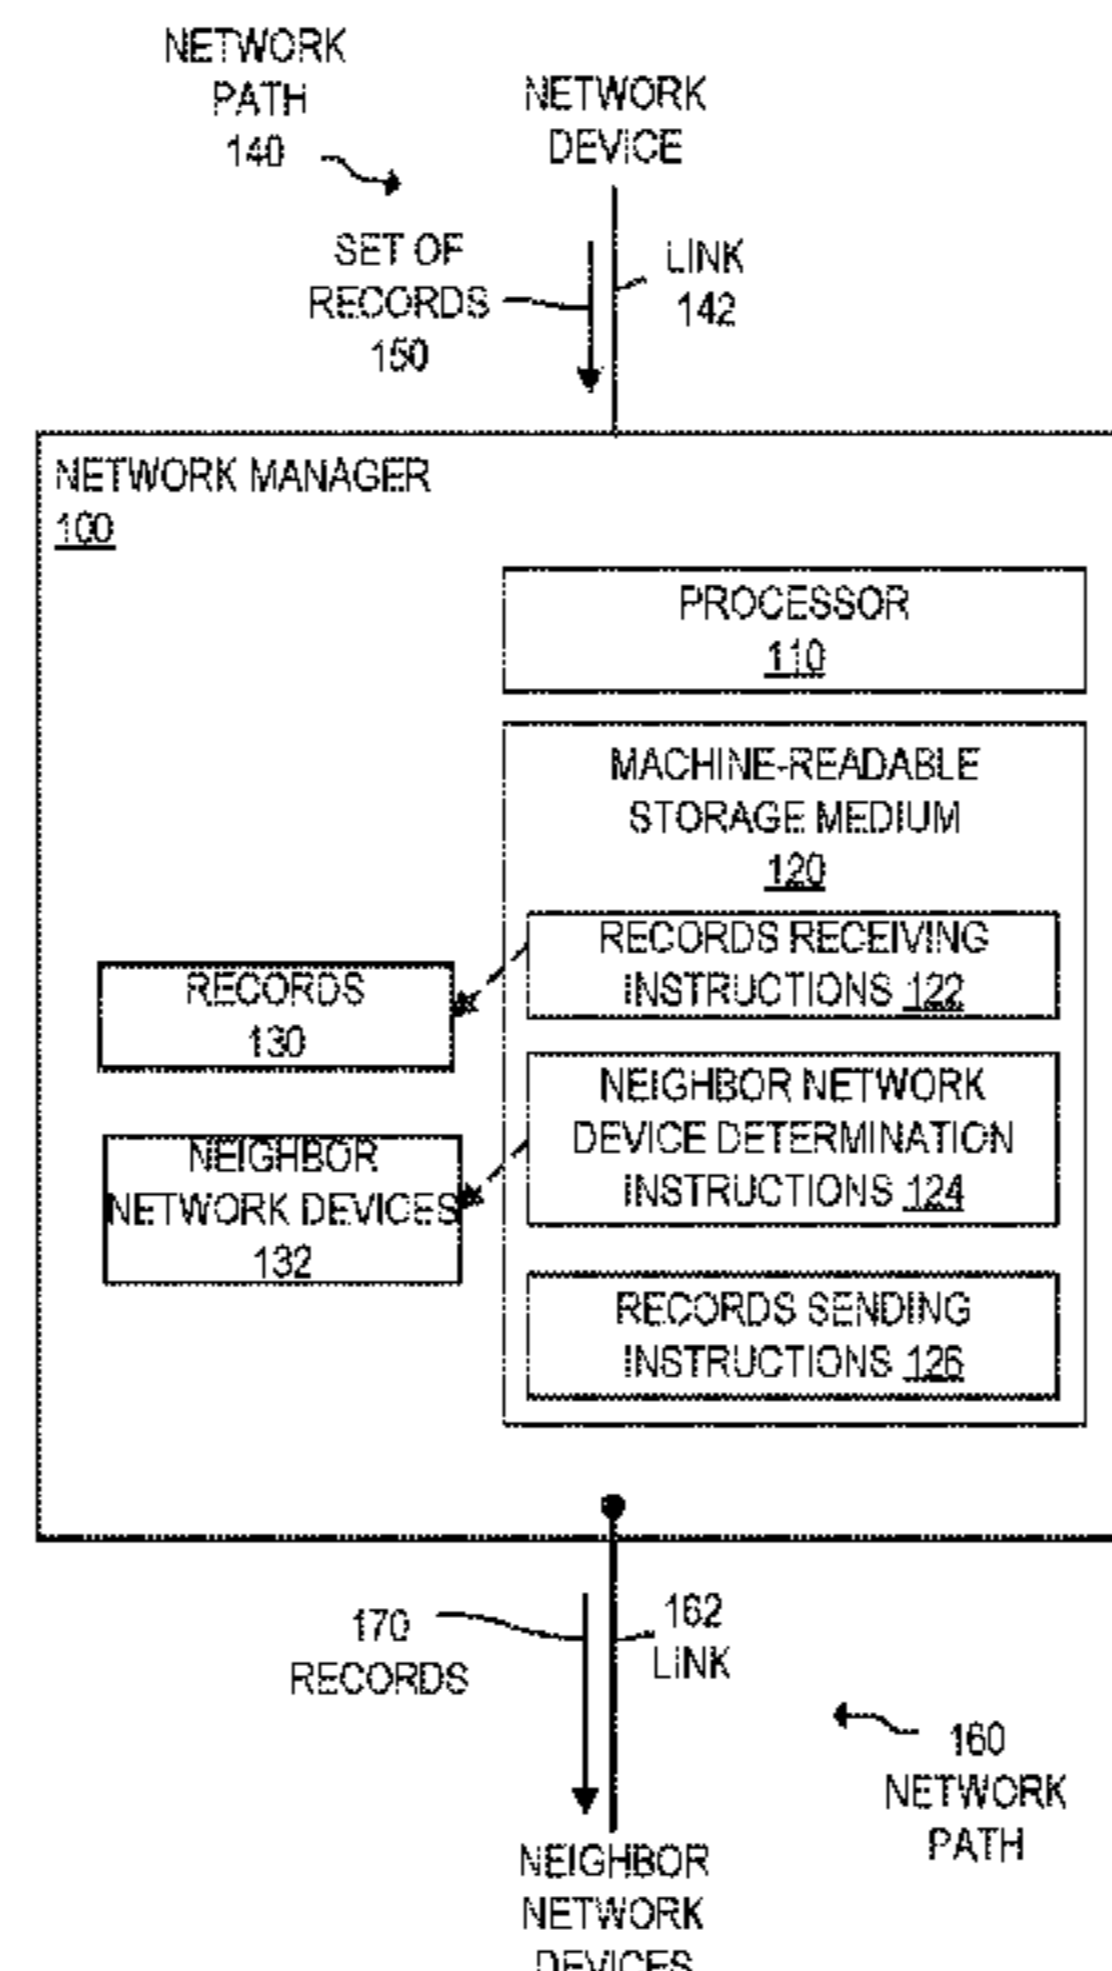 NETWORK
PATH
140
NETWORK
DEVICE
SET OF
RECORDS
150
LINK
142
NETWORK MANAGER
100
PROCESSOR
110
MACHINE-READABLE
STORAGE MEDIUM
120
RECORDS RECEIVING
INSTRUCTIONS 122
RECORDS
130
NEIGHBOR NETWORK
DEVICE DETERMINATION
INSTRUCTIONS 124
NEIGHBOR
NETWORK DEVICES
132
RECORDS SENDING
INSTRUCTIONS 126
170
RECORDS
162
LINK
160
NETWORK
PATH
NEIGHBOR
NETWORK
DEVICES